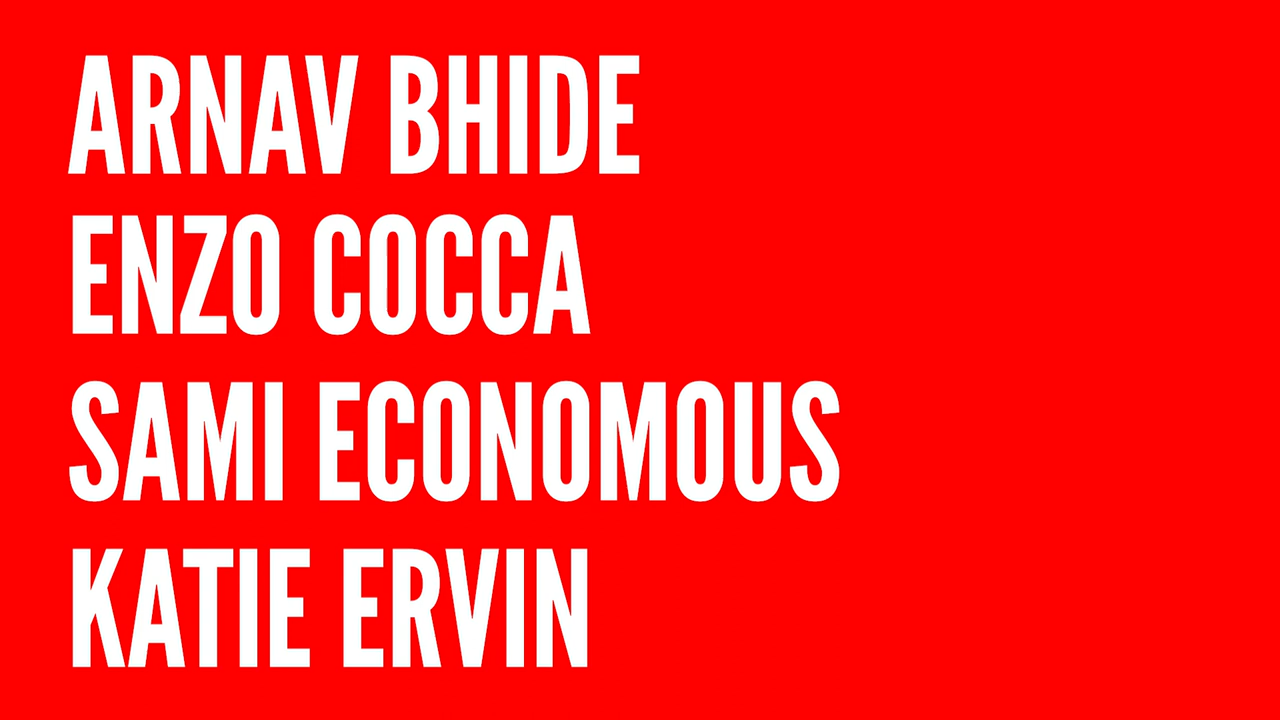 ARNAV BHIDE
ENZO COCCA
SAMI ECONOMOUS
KATIE ERVIN